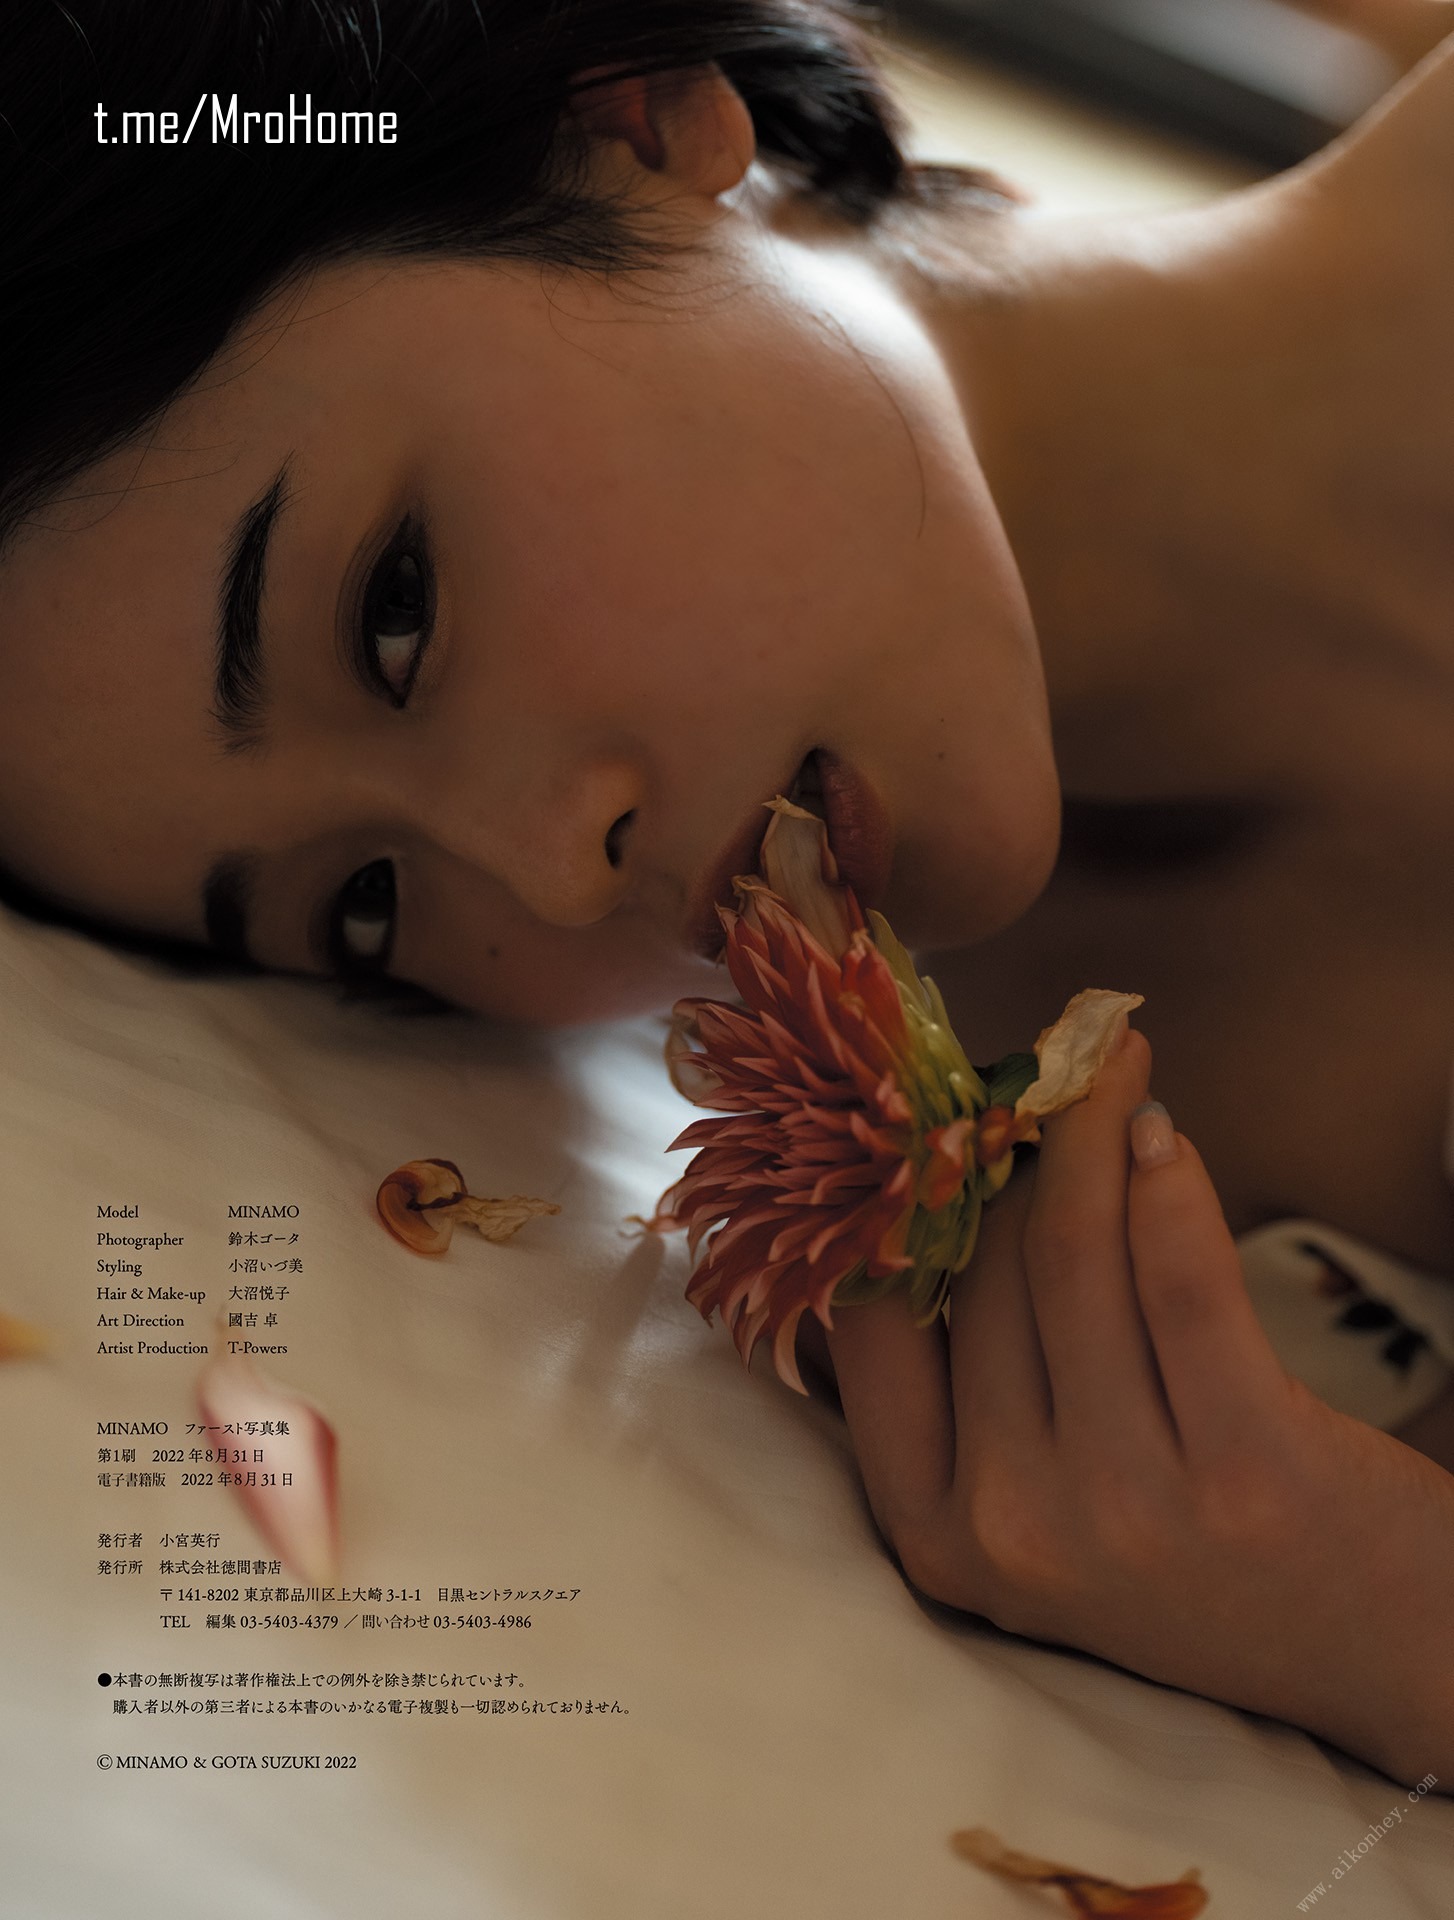 t.me/MroHome
Model MINAMO
Photographer 鈴木ゴータ
Styling 小沼いづ美
Hair & Make-up 大沼悦子
Art Direction 國吉 卓
Artist Production T-Powers
MINAMO ファースト写真集
第1刷 2022年8月31日
電子書籍版 2022年8月31日
発行者 小宮英行
発行所 株式会社徳間書店
〒141-8202 東京都品川区上大崎 3-1-1 目黒セントラルスクエア
TEL 編集 03-5403-4379 ／問い合わせ 03-5403-4986
●本書の無断複写は著作権法上での例外を除き禁じられています。
購入者以外の第三者による本書のいかなる電子複製も一切認められておりません。
© MINAMO & GOTA SUZUKI 2022
www.aikonhey.com